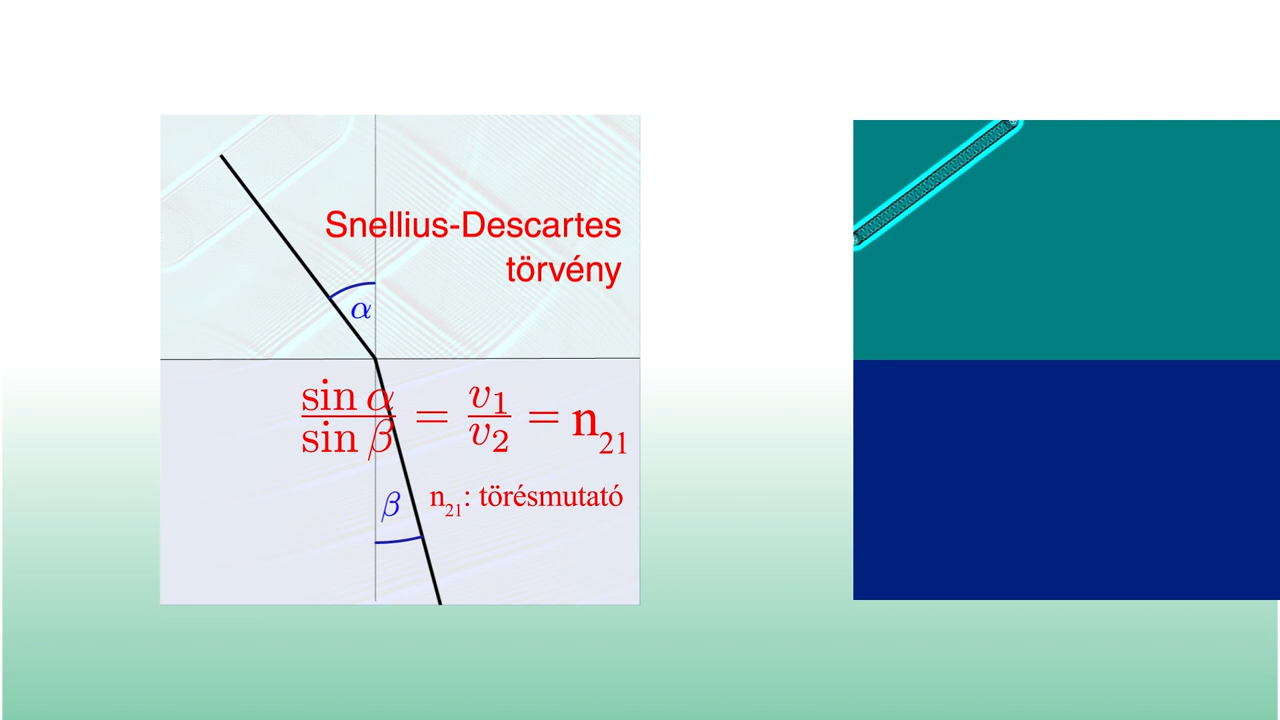 Snellius-Descartes
törvény
α
sin α / sin β = v₁ / v₂ = n₂₁
β
n₂₁: törésmutató